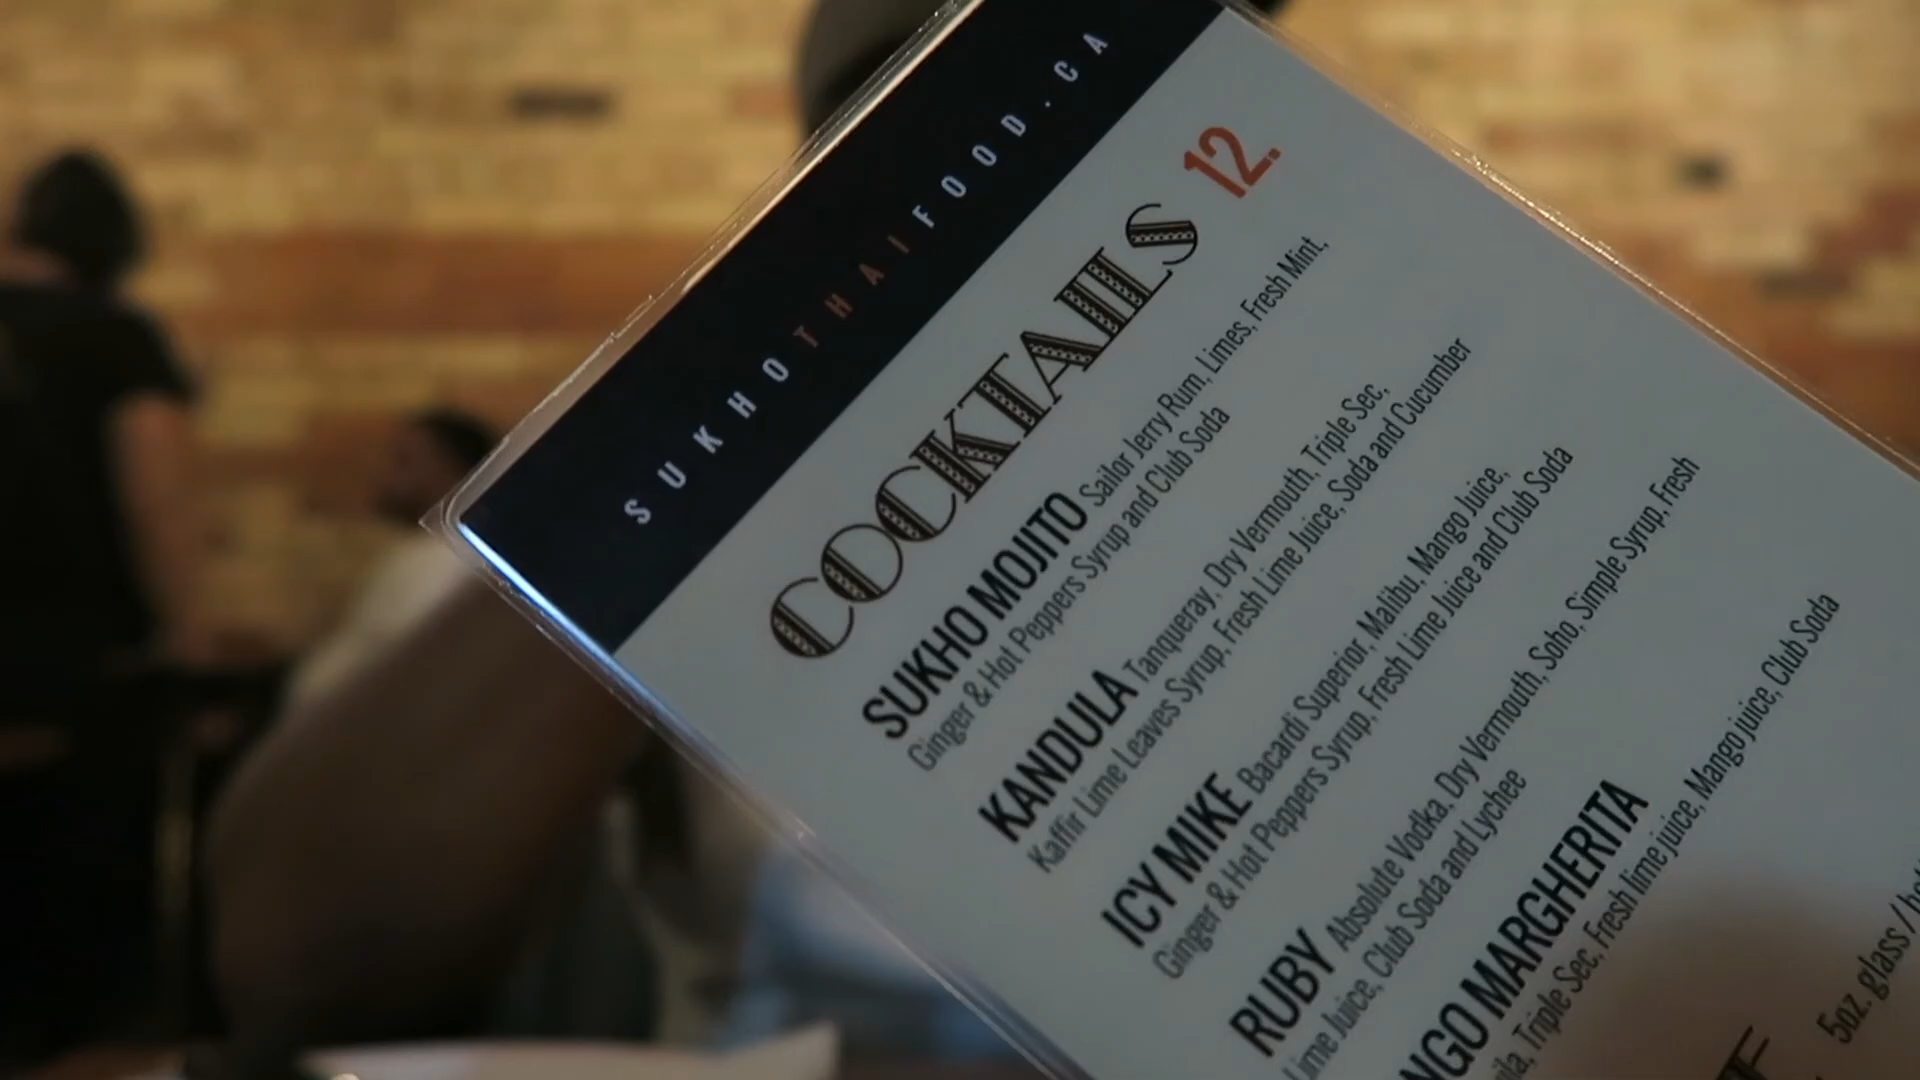 SUKHOTHAIFOOD.CA
COCKTAILS 12.
SUKHO MOJITO Sailor Jerry Rum, Limes, Fresh Mint,
Ginger & Hot Peppers Syrup and Club Soda
KANDULA Tanqueray, Dry Vermouth, Triple Sec,
Kaffir Lime Leaves Syrup, Fresh Lime Juice, Soda and Cucumber
ICY MIKE Bacardi Superior, Malibu, Mango Juice,
Ginger & Hot Peppers Syrup, Fresh Lime Juice and Club Soda
RUBY Absolute Vodka, Dry Vermouth, Soho, Simple Syrup, Fresh
Lime Juice, Club Soda and Lychee
NGO MARGHERITA
ila, Triple Sec, Fresh lime juice, Mango juice, Club Soda
5oz. glass /